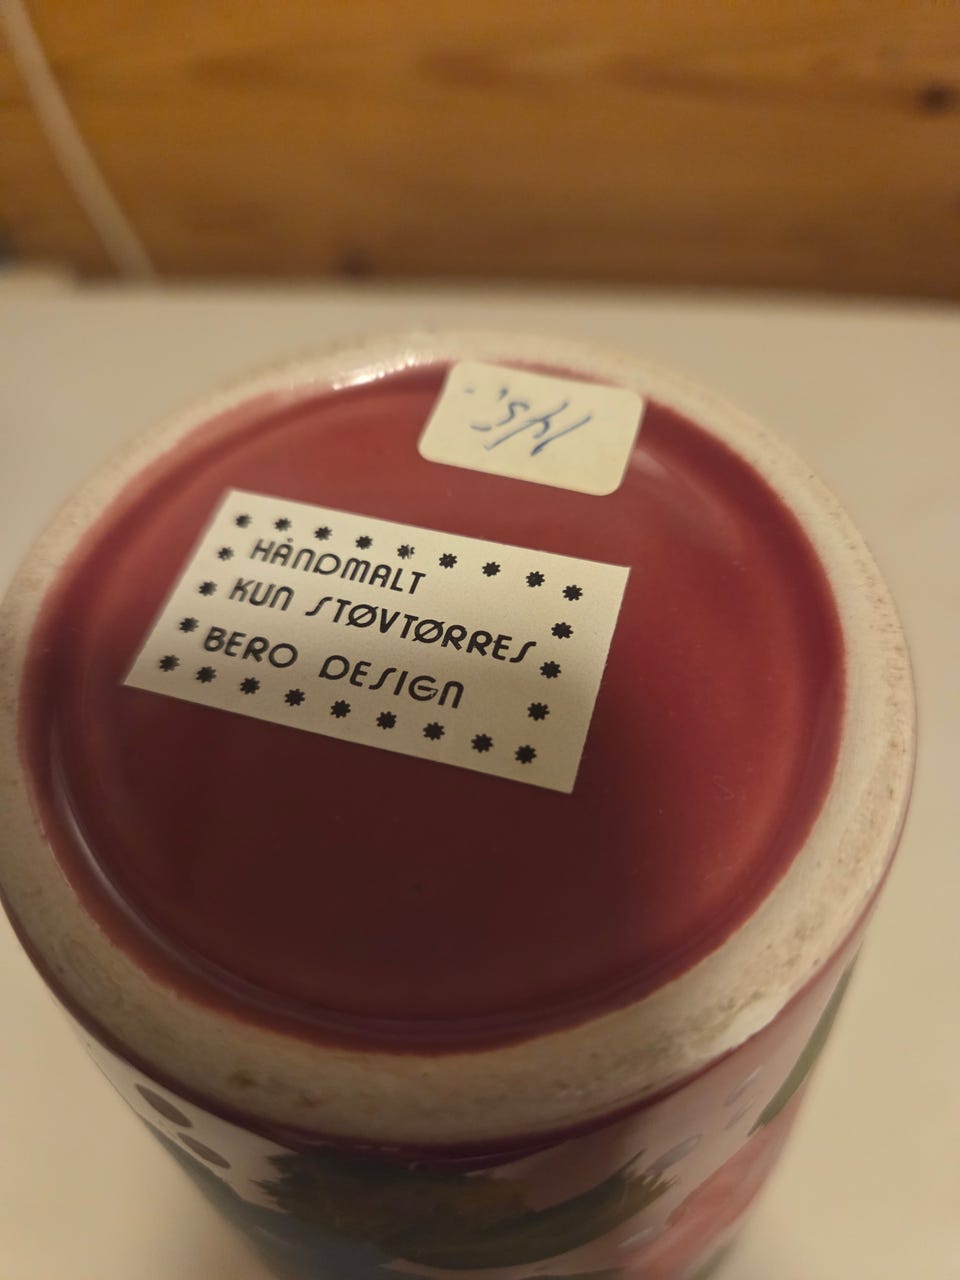 145,-
HÅNDMALT
KUN STØVTØRRES
BERO DESIGN